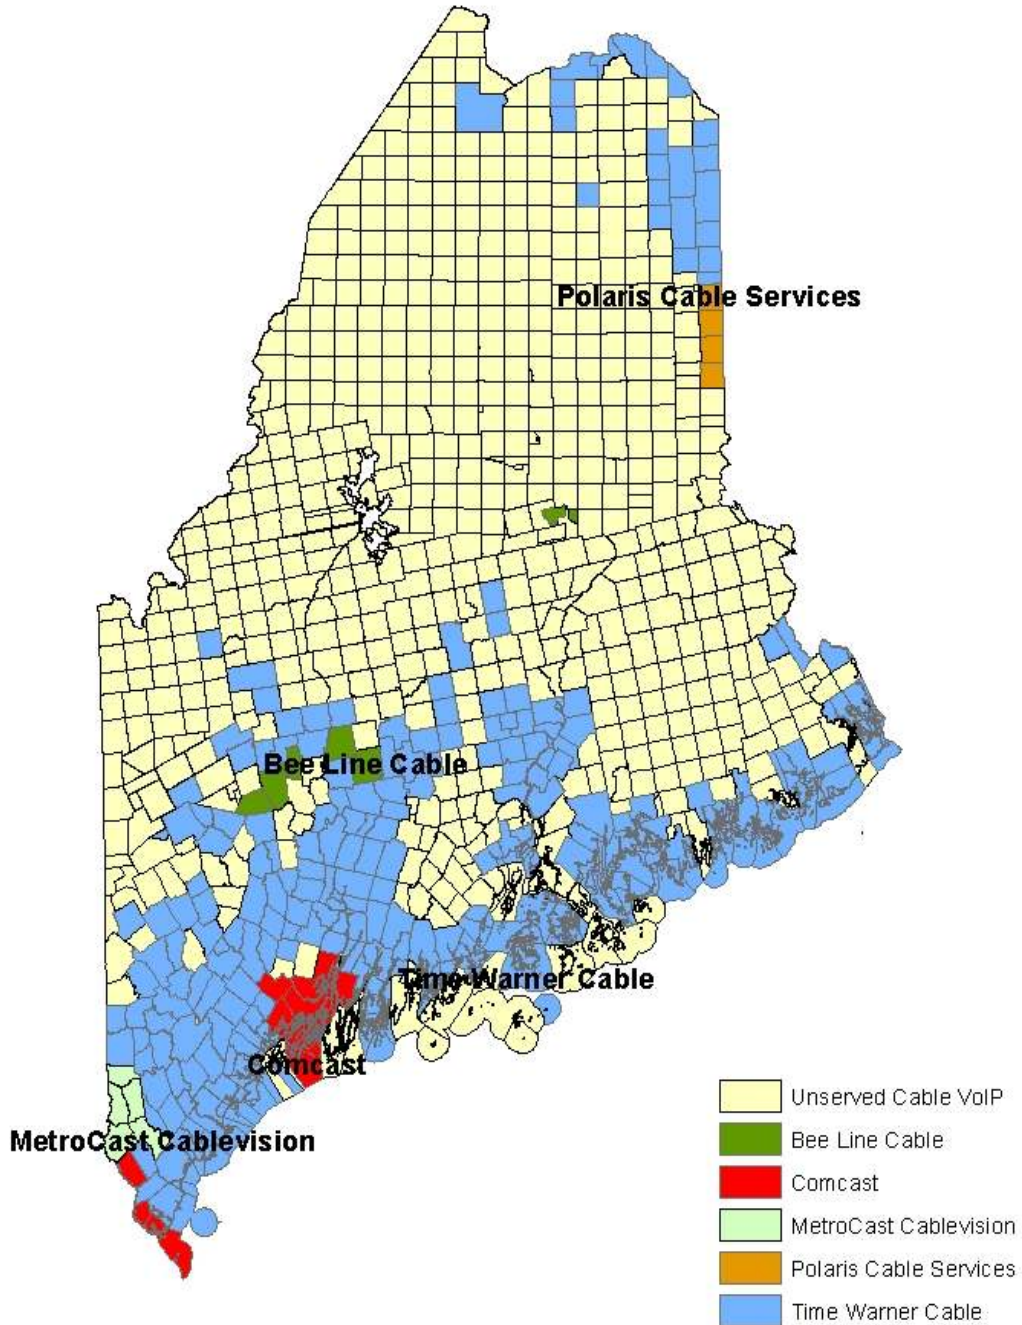 Polaris Cable Services
Bee Line Cable
Time Warner Cable
Comcast
MetroCast Cablevision
Unserved Cable VoIP
Bee Line Cable
Comcast
MetroCast Cablevision
Polaris Cable Services
Time Warner Cable